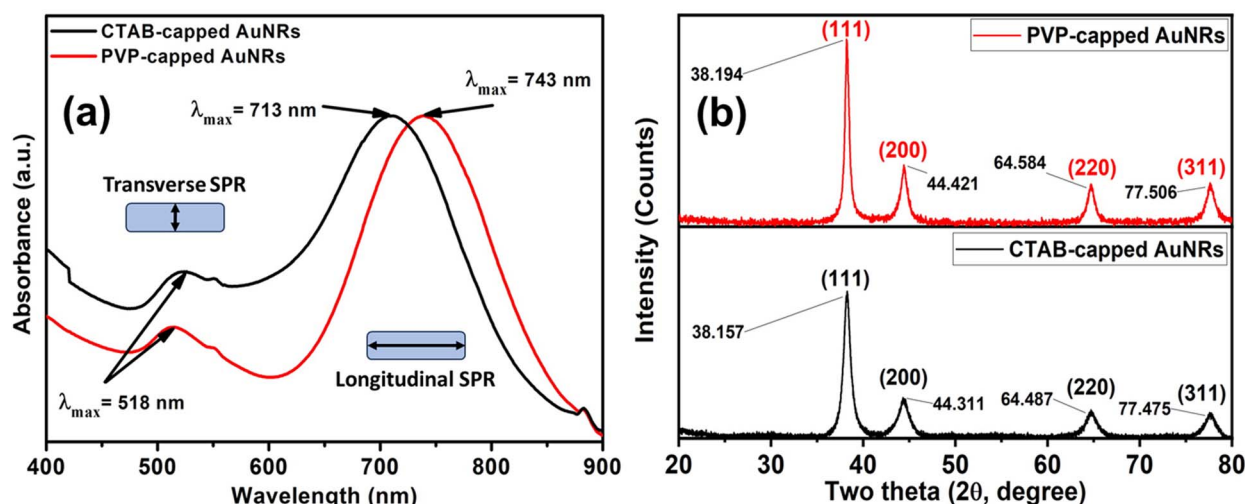 CTAB-capped AuNRs
PVP-capped AuNRs
(a)
λmax= 713 nm
λmax= 743 nm
Transverse SPR
Longitudinal SPR
λmax= 518 nm
Absorbance (a.u.)
400 500 600 700 800 900
Wavelength (nm)
(b)
PVP-capped AuNRs
(111)
38.194
(200)
44.421
64.584
(220)
77.506
(311)
CTAB-capped AuNRs
(111)
38.157
(200)
44.311
64.487
(220)
77.475
(311)
Intensity (Counts)
20 30 40 50 60 70 80
Two theta (2θ, degree)